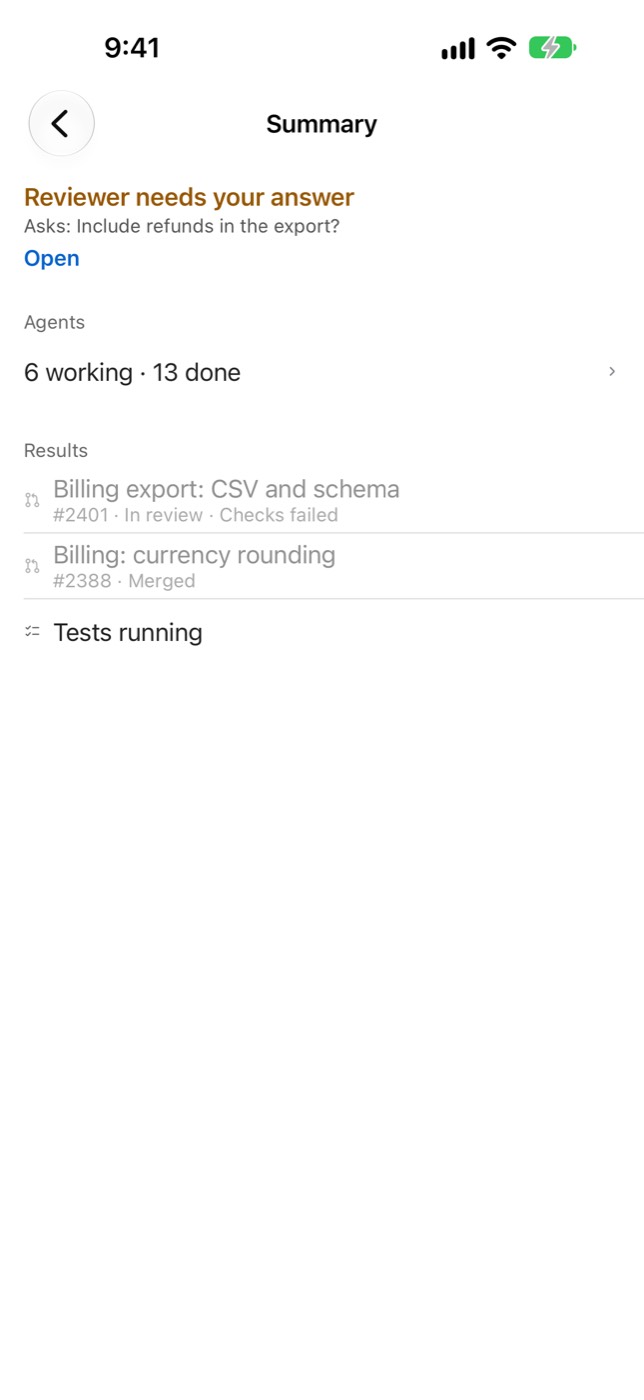 9:41
Summary
Reviewer needs your answer
Asks: Include refunds in the export?
Open
Agents
6 working · 13 done
Results
Billing export: CSV and schema
#2401 · In review · Checks failed
Billing: currency rounding
#2388 · Merged
Tests running